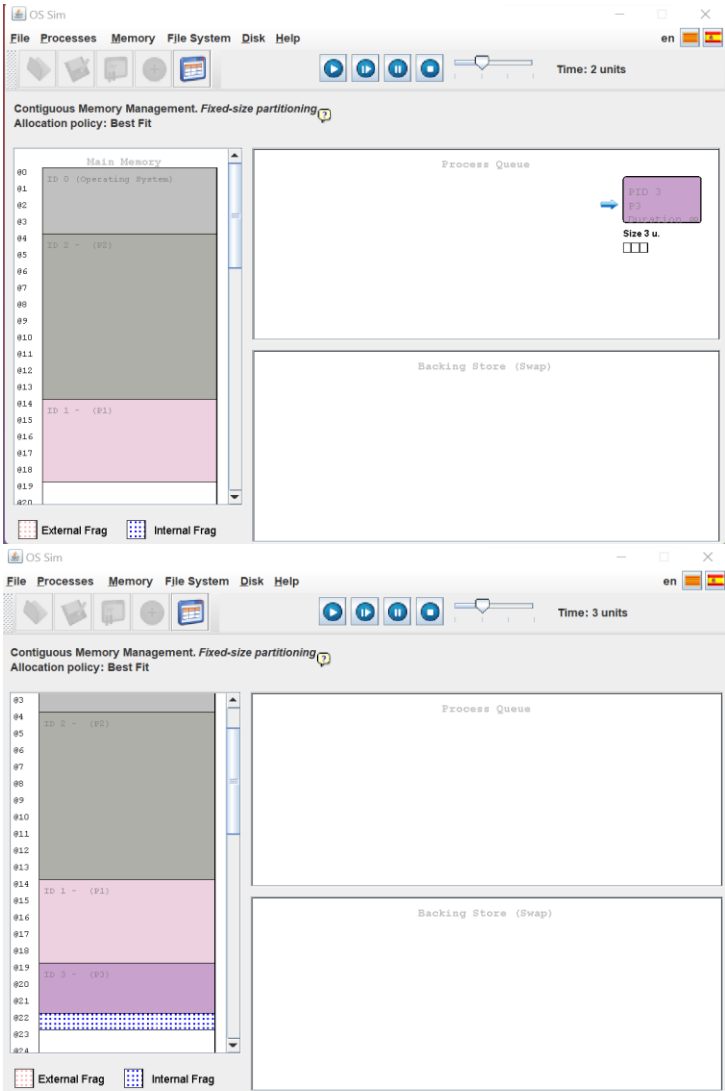 OS Sim
File Processes Memory File System Disk Help
en
Time: 2 units
Contiguous Memory Management. Fixed-size partitioning
?
Allocation policy: Best Fit
Main Memory
@0
ID 0 (Operating System)
@1
@2
@3
@4
ID 2 - (P2)
@5
@6
@7
@8
@9
@10
@11
@12
@13
@14
ID 1 - (P1)
@15
@16
@17
@18
@19
@20
External Frag
Internal Frag
Process Queue
PID 3
P3
Duration
Size 3 u.
Backing Store (Swap)
OS Sim
File Processes Memory File System Disk Help
en
Time: 3 units
Contiguous Memory Management. Fixed-size partitioning
?
Allocation policy: Best Fit
@3
@4
ID 2 - (P2)
@5
@6
@7
@8
@9
@10
@11
@12
@13
@14
ID 1 - (P1)
@15
@16
@17
@18
@19
ID 3 - (P3)
@20
@21
@22
@23
@24
External Frag
Internal Frag
Process Queue
Backing Store (Swap)